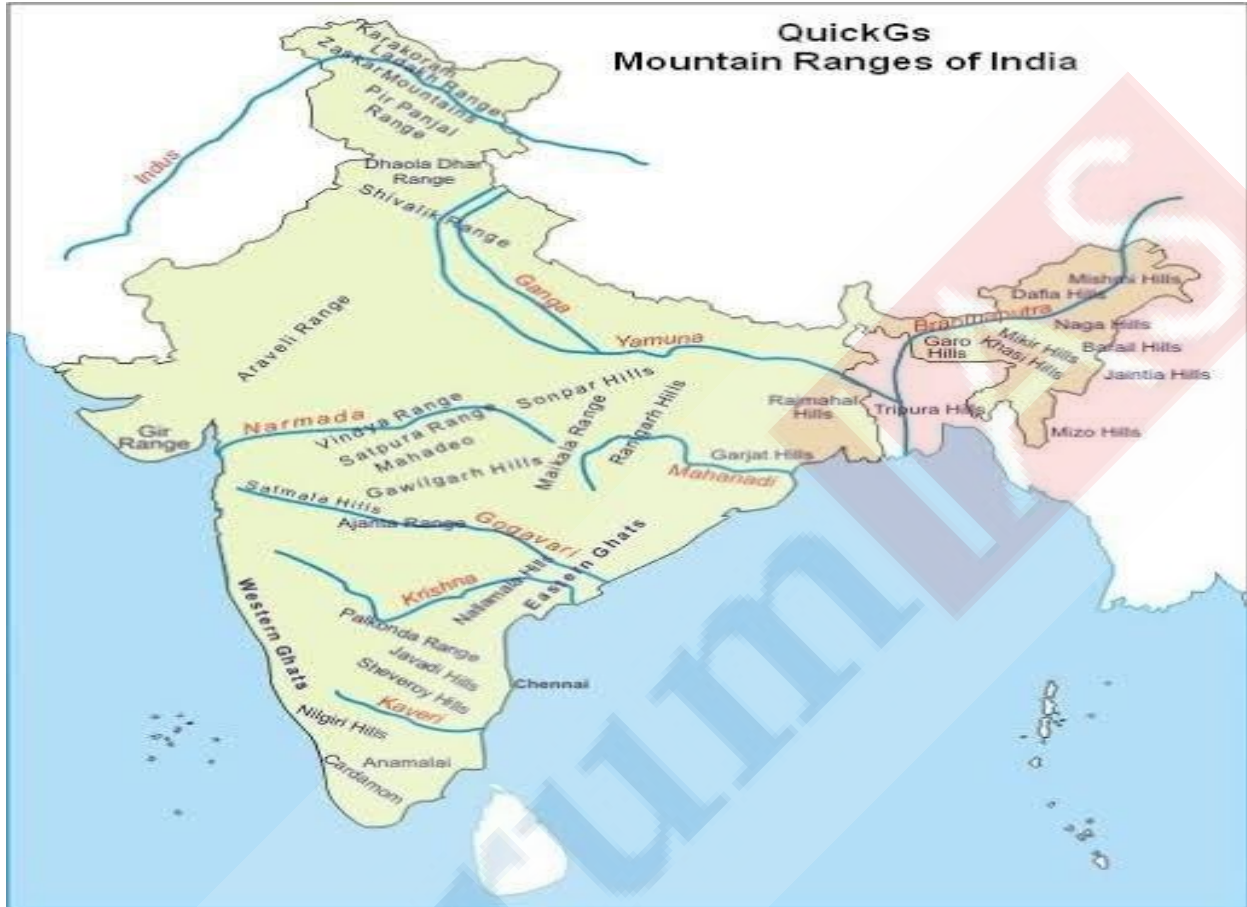 QuickGs
Mountain Ranges of India
Karakoram
Ladakh Range
Zaskar Mountains
Pir Panjal
Range
Indus
Dhaola Dhar
Range
Shivalik Range
Ganga
Yamuna
Araveli Range
Mishmi Hills
Dafla Hills
Brahmaputra
Naga Hills
Garo
Hills
Mikir Hills
Khasi Hills
Barail Hills
Jaintia Hills
Rajmahal
Hills
Tripura Hills
Mizo Hills
Gir
Range
Narmada
Vindya Range
Satpura Range
Mahadeo
Sonpar Hills
Maikala Range
Ramgarh Hills
Garjat Hills
Mahanadi
Gawilgarh Hills
Satmala Hills
Ajanta Range
Gogavari
Eastern Ghats
Krishna
Nallamala Hills
Western Ghats
Palkonda Range
Javadi Hills
Sheveroy Hills
Chennai
Kaveri
Nilgiri Hills
Anamalai
Cardamom
rumIAS